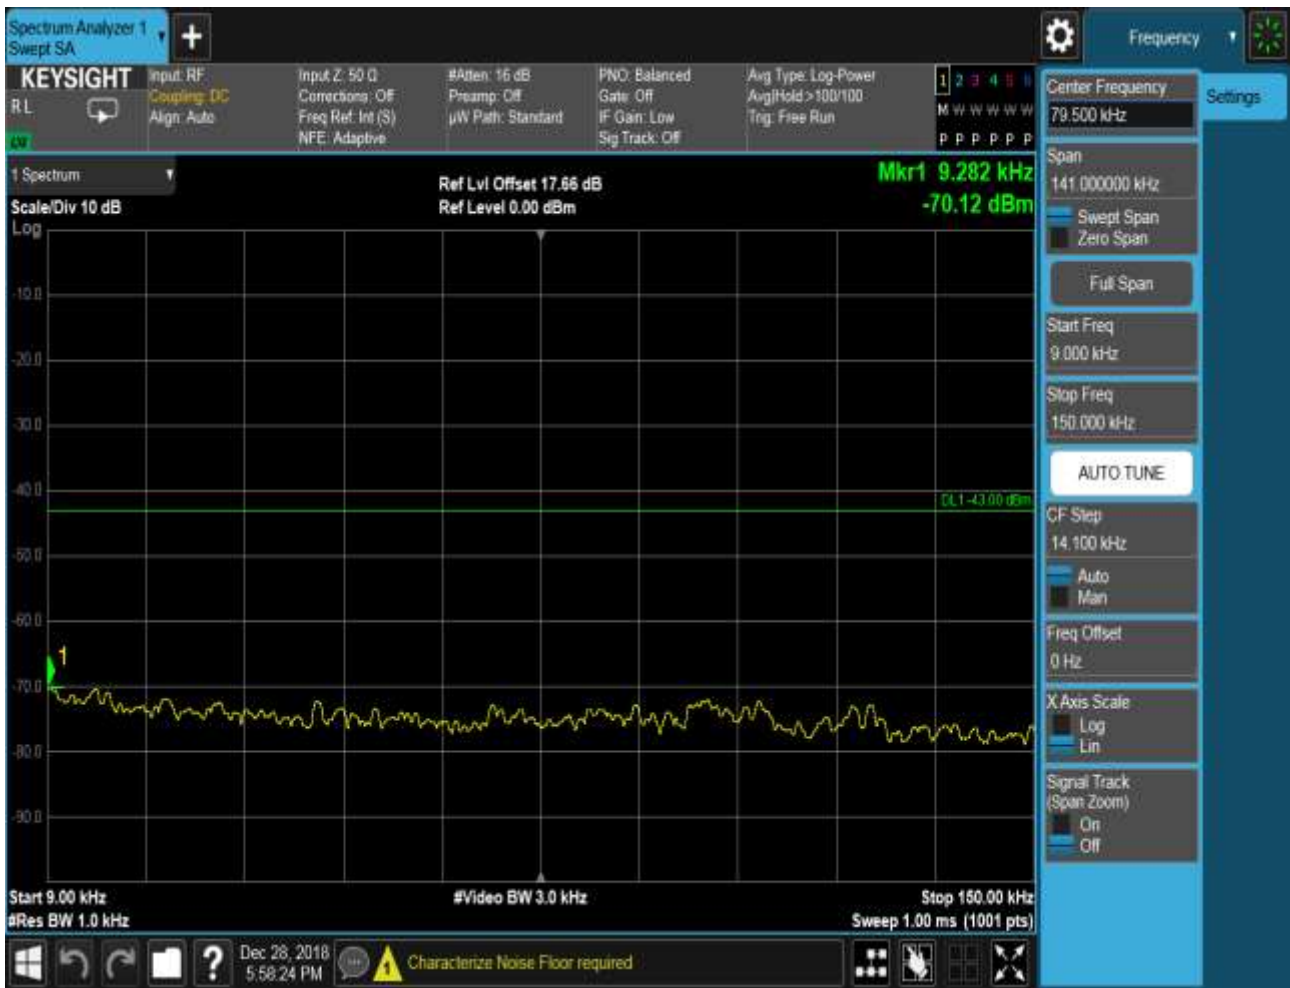 Spectrum Analyzer 1
Swept SA
Frequency
KEYSIGHT
Input: RF
Input Z: 50 Ω
#Atten: 16 dB
PNO: Balanced
Avg Type: Log-Power
1 2 3 4 5 6
R L
Coupling: DC
Corrections: Off
Preamp: Off
Gate: Off
Avg|Hold >100/100
M W W W W W
Align: Auto
Freq Ref: Int (S)
µW Path: Standard
IF Gain: Low
Trig: Free Run
NFE: Adaptive
Sig Track: Off
P P P P P P
1 Spectrum
Ref Lvl Offset 17.66 dB
Mkr1 9.282 kHz
Scale/Div 10 dB
Ref Level 0.00 dBm
-70.12 dBm
Log
-10.0
-20.0
-30.0
-40.0
DL1 -43.00 dBm
-50.0
-60.0
1
-70.0
-80.0
-90.0
Start 9.00 kHz
#Video BW 3.0 kHz
Stop 150.00 kHz
#Res BW 1.0 kHz
Sweep 1.00 ms (1001 pts)
Dec 28, 2018
5:58:24 PM
1
Characterize Noise Floor required
Center Frequency
79.500 kHz
Settings
Span
141.000000 kHz
Swept Span
Zero Span
Full Span
Start Freq
9.000 kHz
Stop Freq
150.000 kHz
AUTO TUNE
CF Step
14.100 kHz
Auto
Man
Freq Offset
0 Hz
X Axis Scale
Log
Lin
Signal Track
(Span Zoom)
On
Off